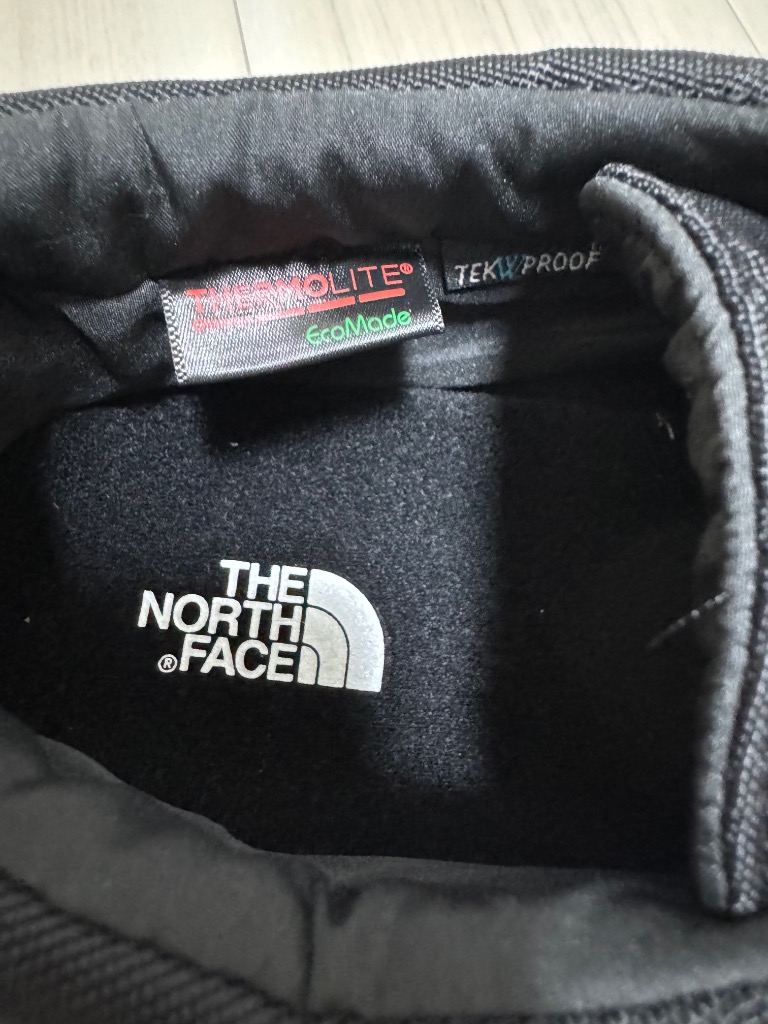 THERMOLITE®
EcoMade
TEKWPROOF
THE
NORTH
®FACE